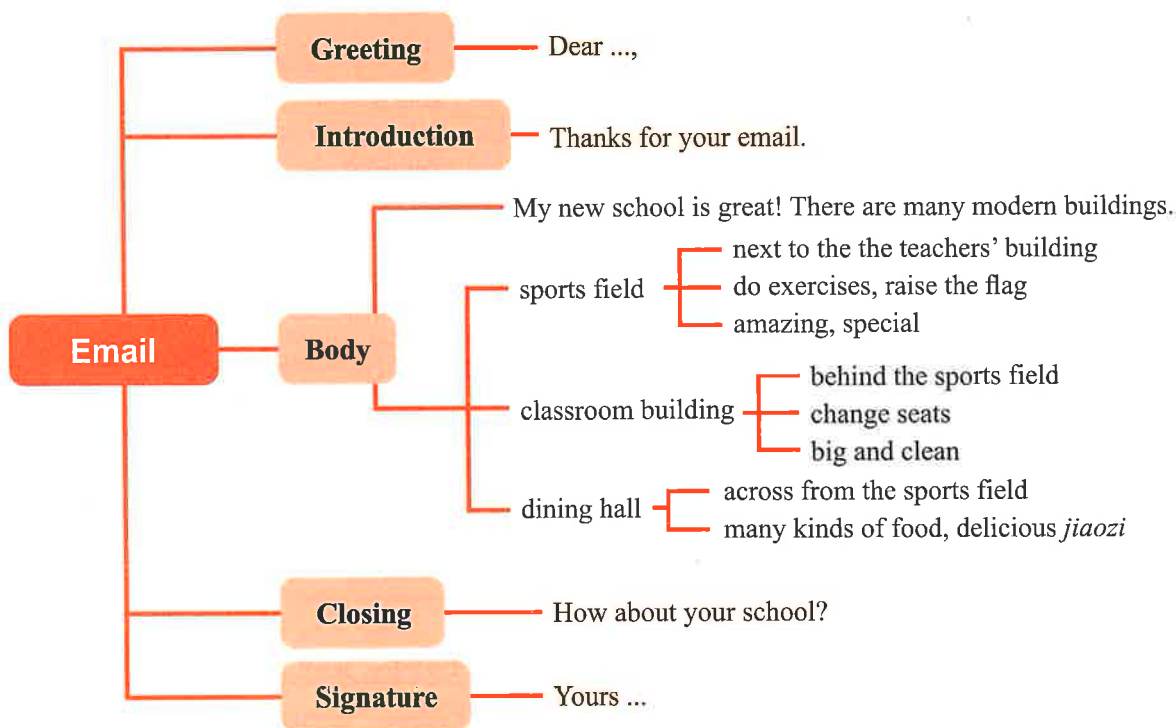 Greeting
Dear ...,
Introduction
Thanks for your email.
My new school is great! There are many modern buildings.
next to the the teachers’ building
sports field
do exercises, raise the flag
amazing, special
Email
Body
behind the sports field
classroom building
change seats
big and clean
across from the sports field
dining hall
many kinds of food, delicious jiaozi
Closing
How about your school?
Signature
Yours ...